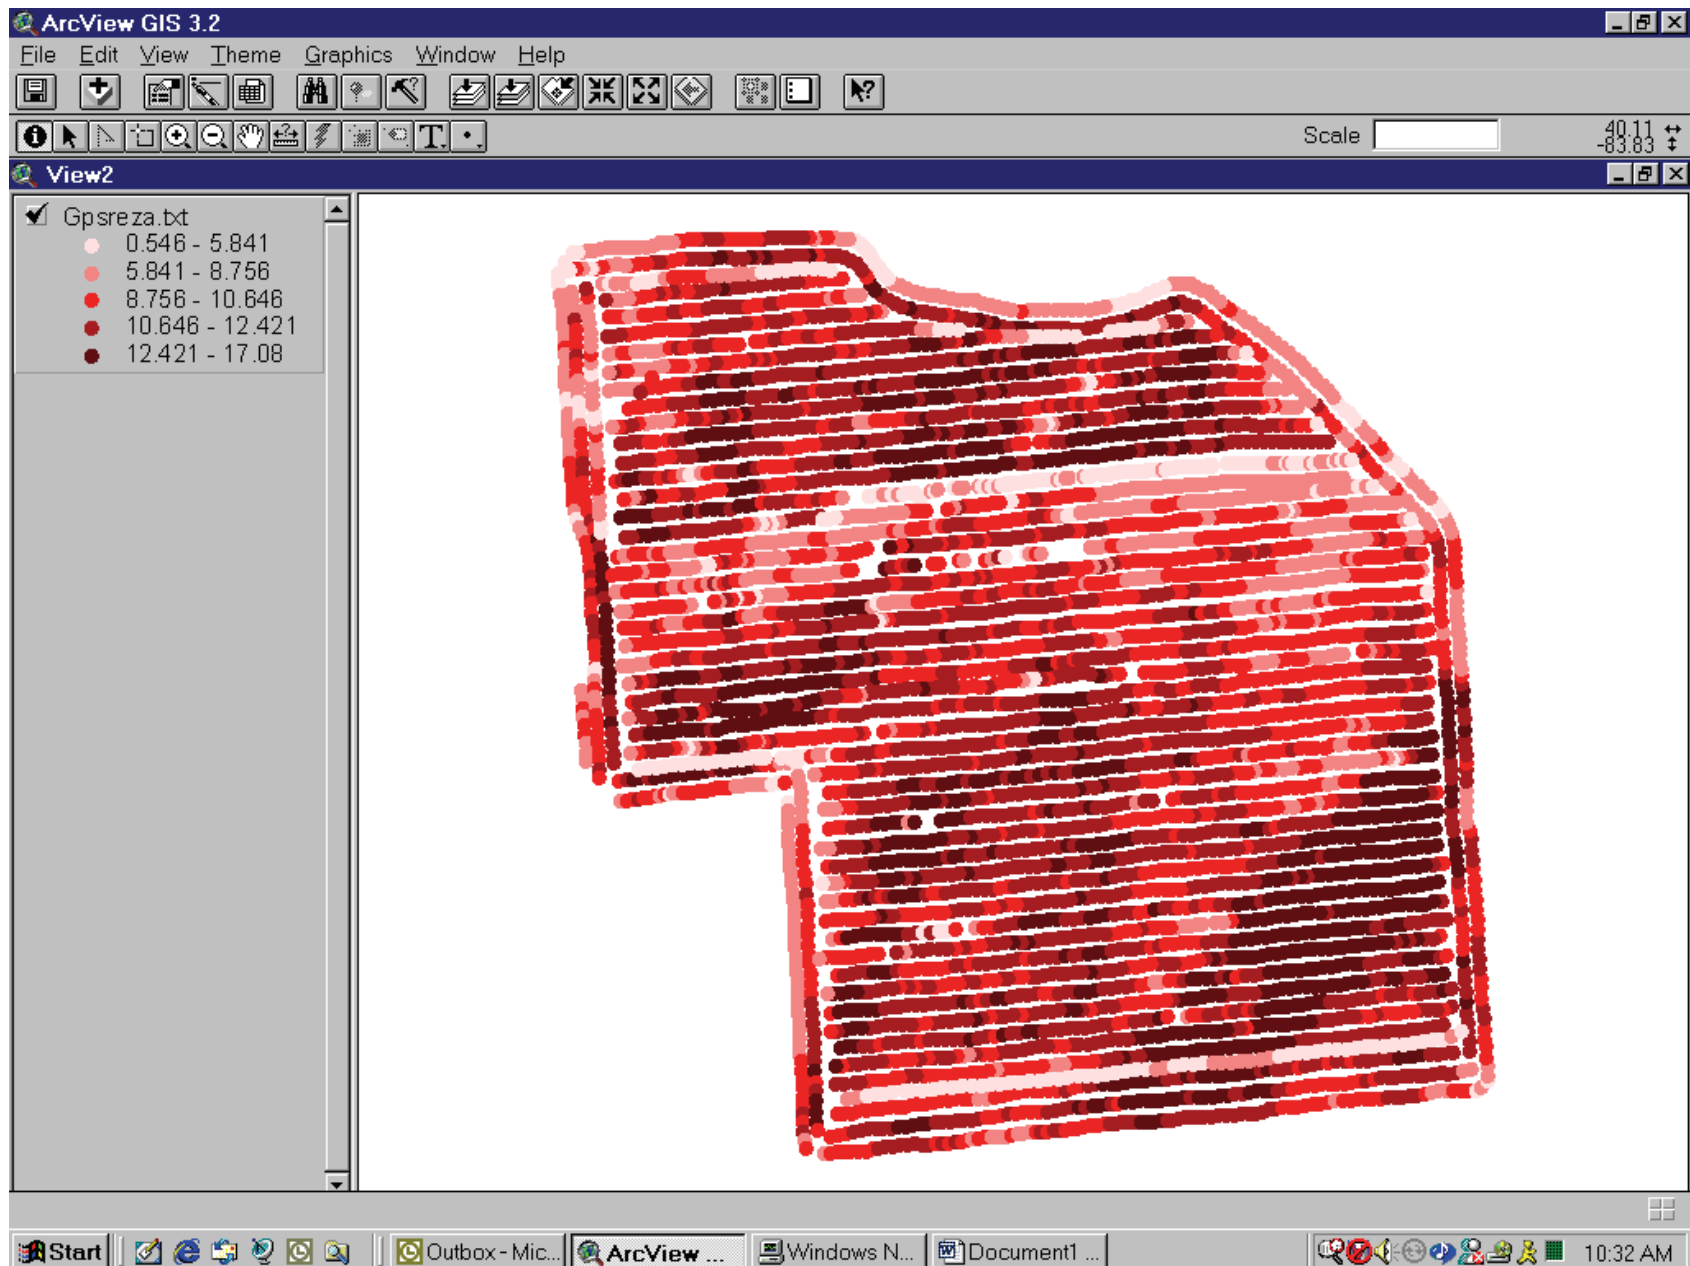 ArcView GIS 3.2
File Edit View Theme Graphics Window Help
Scale
40.11
-83.83
View2
Gpsreza.txt
0.546 - 5.841
5.841 - 8.756
8.756 - 10.646
10.646 - 12.421
12.421 - 17.08
Start Outbox - Mic... ArcView ... Windows N... Document1 ... 10:32 AM